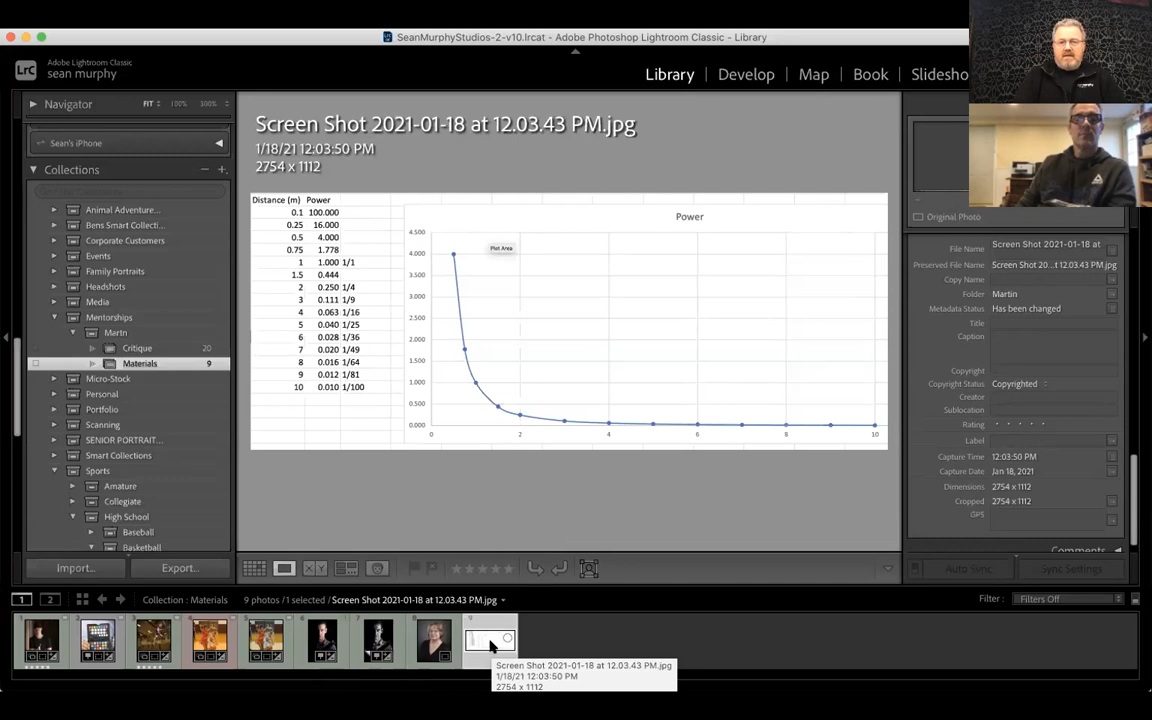 SeanMurphyStudios-2-v10.lrcat - Adobe Photoshop Lightroom Classic - Library
LrC
Adobe Lightroom Classic
sean murphy
Library | Develop | Map | Book | Slidesho
Navigator FIT 100% 300%
Sean's iPhone
Collections
Animal Adventure...
Bens Smart Collecti...
Corporate Customers
Events
Family Portraits
Headshots
Media
Mentorships
Martn
Critique 20
Materials 9
Micro-Stock
Personal
Portfolio
Scanning
SENIOR PORTRAIT...
Smart Collections
Sports
Amature
Collegiate
High School
Baseball
Basketball
Import...
Export...
Screen Shot 2021-01-18 at 12.03.43 PM.jpg
1/18/21 12:03:50 PM
2754 x 1112
Distance (m) Power
0.1 100.000
0.25 16.000
0.5 4.000
0.75 1.778
1 1.000 1/1
1.5 0.444
2 0.250 1/4
3 0.111 1/9
4 0.063 1/16
5 0.040 1/25
6 0.028 1/36
7 0.020 1/49
8 0.016 1/64
9 0.012 1/81
10 0.010 1/100
Power
Plot Area
4.500
4.000
3.500
3.000
2.500
2.000
1.500
1.000
0.500
0.000
0 2 4 6 8 10
Original Photo
File Name Screen Shot 2021-01-18 at
Preserved File Name Screen Shot 20...t 12.03.43 PM.jpg
Copy Name
Folder Martin
Metadata Status Has been changed
Title
Caption
Copyright
Copyright Status Copyrighted
Creator
Sublocation
Rating
Label
Capture Time 12:03:50 PM
Capture Date Jan 18, 2021
Dimensions 2754 x 1112
Cropped 2754 x 1112
GPS
Comments
Auto Sync
Sync Settings
X Y
1 2 Collection : Materials 9 photos/1 selected / Screen Shot 2021-01-18 at 12.03.43 PM.jpg
Filter : Filters Off
Screen Shot 2021-01-18 at 12.03.43 PM.jpg
1/18/21 12:03:50 PM
2754 x 1112